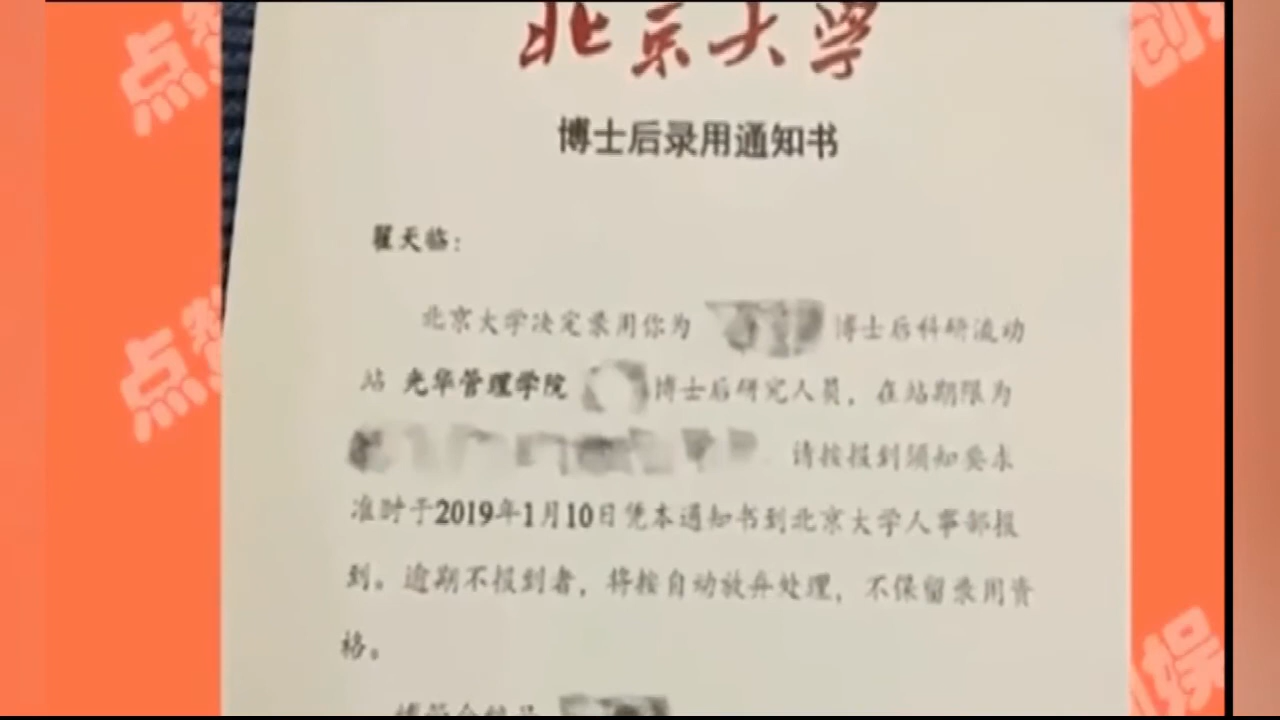 北京大学
博士后录用通知书
翟天临：
北京大学决定录用你为 博士后科研流动
站 光华管理学院 博士后研究人员，在站期限为
请按报到须知要求
准时于2019年1月10日凭本通知书到北京大学人事部报
到。逾期不报到者，将按自动放弃处理，不保留录用资
格。
点
点
创
娱